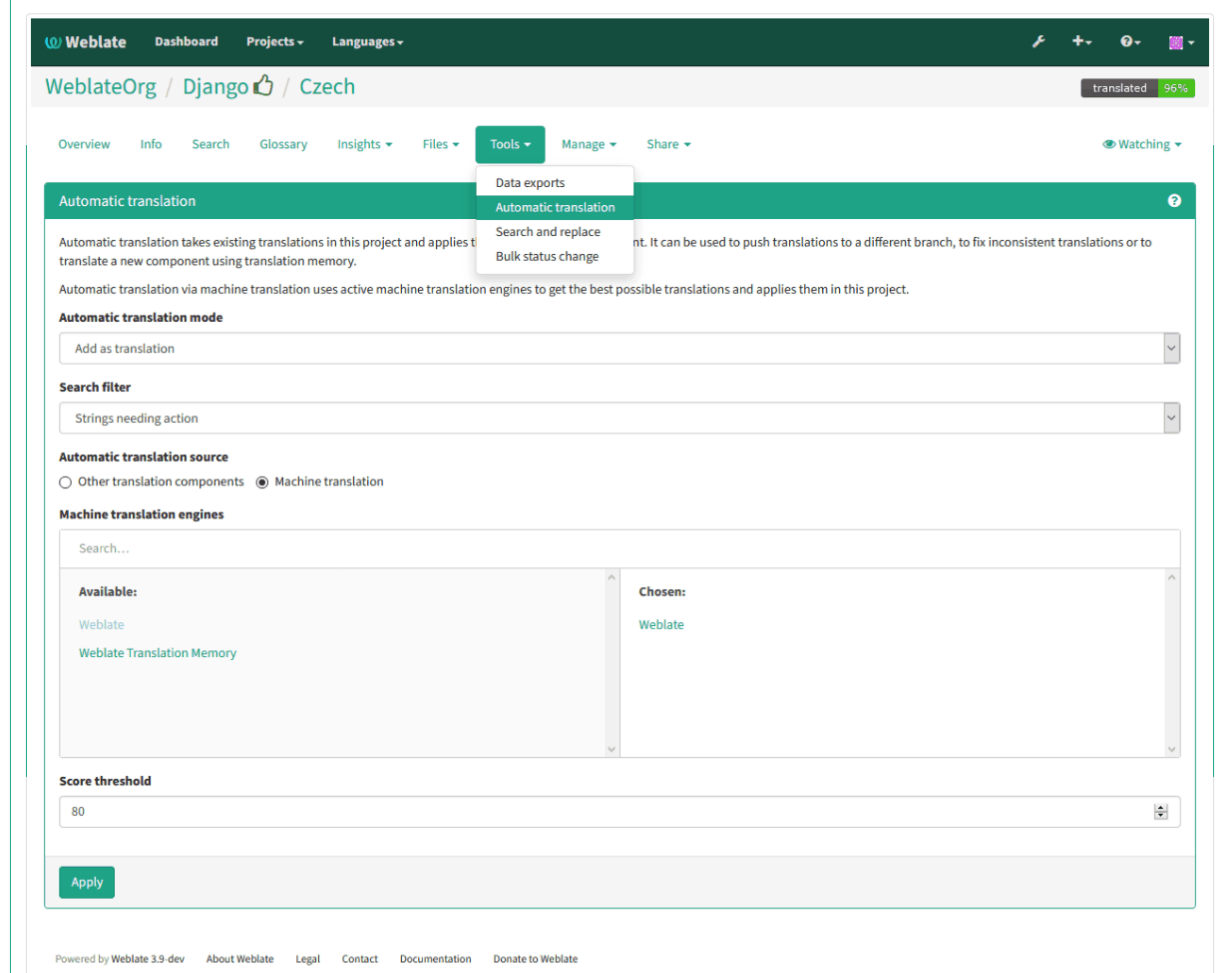 Weblate Dashboard Projects Languages
WeblateOrg / Django / Czech
translated 96%
Overview Info Search Glossary Insights Files Tools Manage Share Watching
Data exports
Automatic translation
Search and replace
Bulk status change
Automatic translation
Automatic translation takes existing translations in this project and applies nt. It can be used to push translations to a different branch, to fix inconsistent translations or to
translate a new component using translation memory.
Automatic translation via machine translation uses active machine translation engines to get the best possible translations and applies them in this project.
Automatic translation mode
Add as translation
Search filter
Strings needing action
Automatic translation source
Other translation components Machine translation
Machine translation engines
Search...
Available:
Weblate
Weblate Translation Memory
Chosen:
Weblate
Score threshold
80
Apply
Powered by Weblate 3.9-dev About Weblate Legal Contact Documentation Donate to Weblate